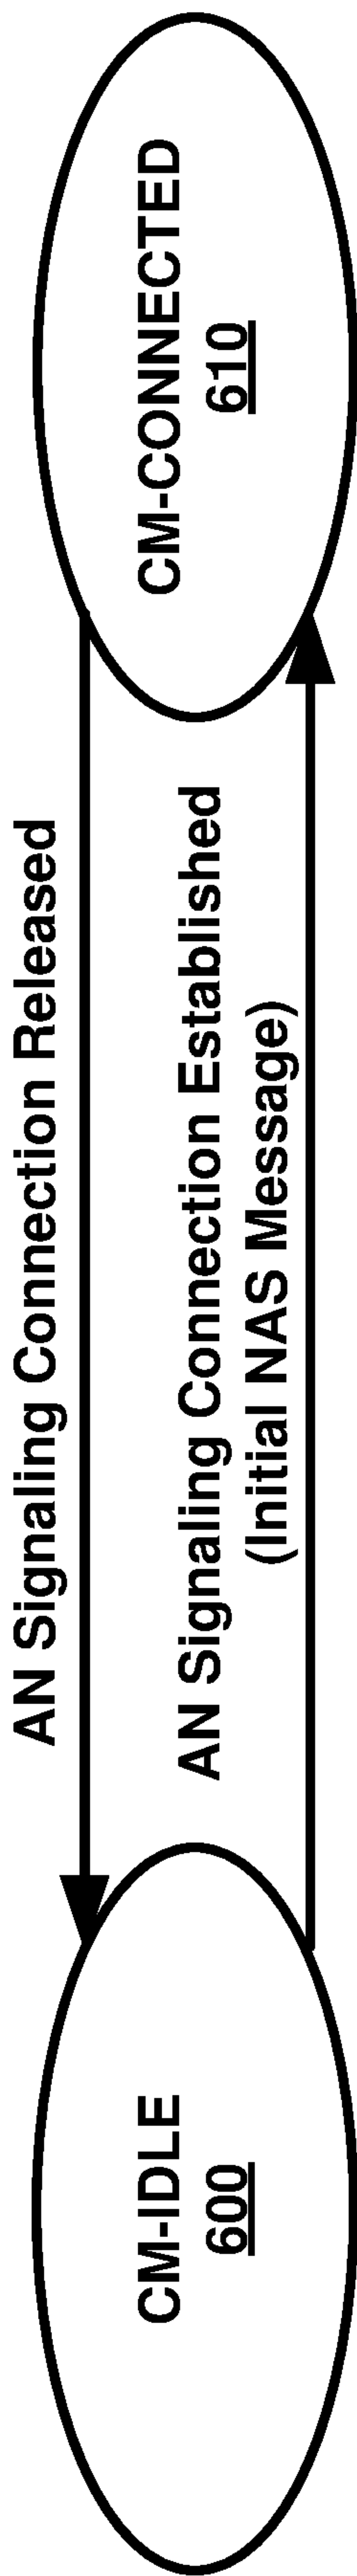 AN Signaling Connection Released
CM-IDLE
600
AN Signaling Connection Established
(Initial NAS Message)
CM-CONNECTED
610